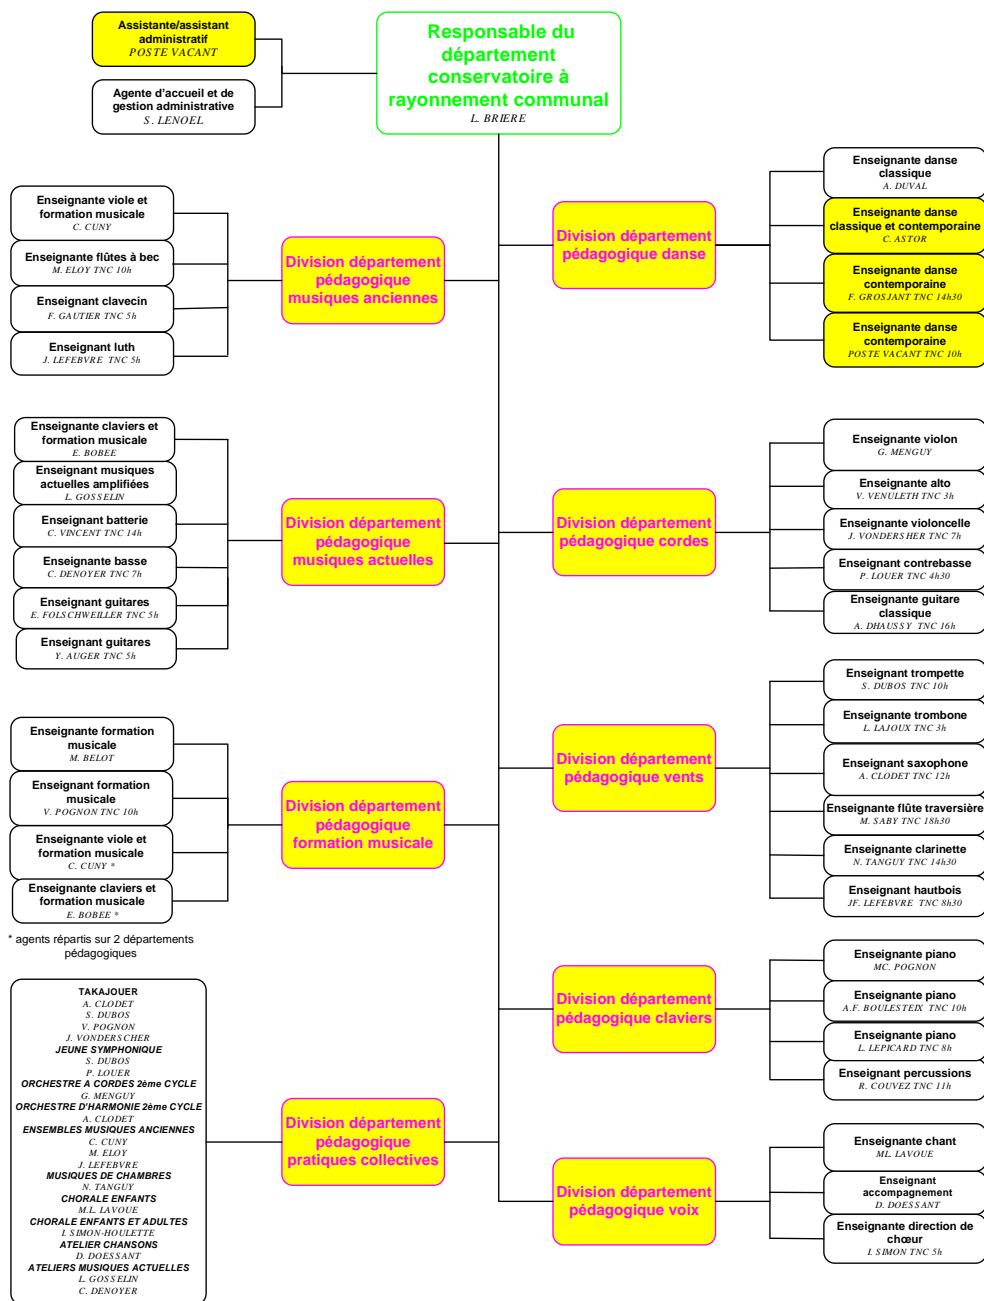 Assistante/assistant
administratif
POSTE VACANT
Agente d'accueil et de
gestion administrative
S. LENOEL
Responsable du
département
conservatoire à
rayonnement communal
L. BRIERE
Enseignante viole et
formation musicale
C. CUNY
Enseignante flûtes à bec
M. ELOY TNC 10h
Enseignant clavecin
F. GAUTIER TNC 5h
Enseignant luth
J. LEFEBVRE TNC 5h
Division département
pédagogique
musiques anciennes
Division département
pédagogique danse
Enseignante danse
classique
A. DUVAL
Enseignante danse
classique et contemporaine
C. ASTOR
Enseignante danse
contemporaine
F. GROSJANT TNC 14h30
Enseignante danse
contemporaine
POSTE VACANT TNC 10h
Enseignante claviers et
formation musicale
E. BOBEE
Enseignant musiques
actuelles amplifiées
L. GOSSELIN
Enseignant batterie
C. VINCENT TNC 14h
Enseignante basse
C. DENOYER TNC 7h
Enseignant guitares
E. FOLSCHWEILLER TNC 5h
Enseignant guitares
Y. AUGER TNC 5h
Division département
pédagogique
musiques actuelles
Division département
pédagogique cordes
Enseignante violon
G. MENGUY
Enseignante alto
V. VENULETH TNC 3h
Enseignante violoncelle
J. VONDERSHER TNC 7h
Enseignant contrebasse
P. LOUER TNC 4h30
Enseignante guitare
classique
A. DHAUSSY TNC 16h
Enseignante formation
musicale
M. BELOT
Enseignant formation
musicale
V. POGNON TNC 10h
Enseignante viole et
formation musicale
C. CUNY *
Enseignante claviers et
formation musicale
E. BOBEE *
* agents répartis sur 2 départements
pédagogiques
Division département
pédagogique
formation musicale
Division département
pédagogique vents
Enseignant trompette
S. DUBOS TNC 10h
Enseignante trombone
L. LAJOUX TNC 3h
Enseignant saxophone
A. CLODET TNC 12h
Enseignante flûte traversière
M. SABY TNC 18h30
Enseignante clarinette
N. TANGUY TNC 14h30
Enseignant hautbois
JF. LEFEBVRE TNC 8h30
Division département
pédagogique claviers
Enseignante piano
MC. POGNON
Enseignante piano
A.F. BOULESTEIX TNC 10h
Enseignante piano
L. LEPICARD TNC 8h
Enseignant percussions
R. COUVEZ TNC 11h
TAKAJOUER
A. CLODET
S. DUBOS
V. POGNON
J. VONDERSCHER
JEUNE SYMPHONIQUE
S. DUBOS
P. LOUER
ORCHESTRE A CORDES 2ème CYCLE
G. MENGUY
ORCHESTRE D'HARMONIE 2ème CYCLE
A. CLODET
ENSEMBLES MUSIQUES ANCIENNES
C. CUNY
M. ELOY
J. LEFEBVRE
MUSIQUES DE CHAMBRES
N. TANGUY
CHORALE ENFANTS
M.L. LAVOUE
CHORALE ENFANTS ET ADULTES
I. SIMON-HOULETTE
ATELIER CHANSONS
D. DOESSANT
ATELIERS MUSIQUES ACTUELLES
L. GOSSELIN
C. DENOYER
Division département
pédagogique
pratiques collectives
Division département
pédagogique voix
Enseignante chant
ML. LAVOUE
Enseignant
accompagnement
D. DOESSANT
Enseignante direction de
chœur
I. SIMON TNC 5h